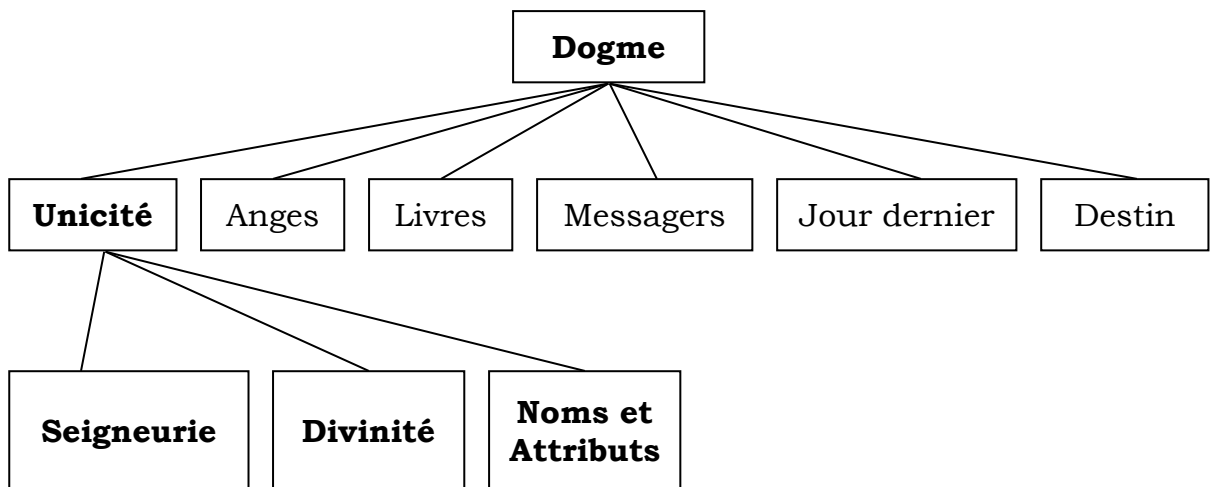 Dogme
Unicité
Anges
Livres
Messagers
Jour dernier
Destin
Seigneurie
Divinité
Noms et
Attributs